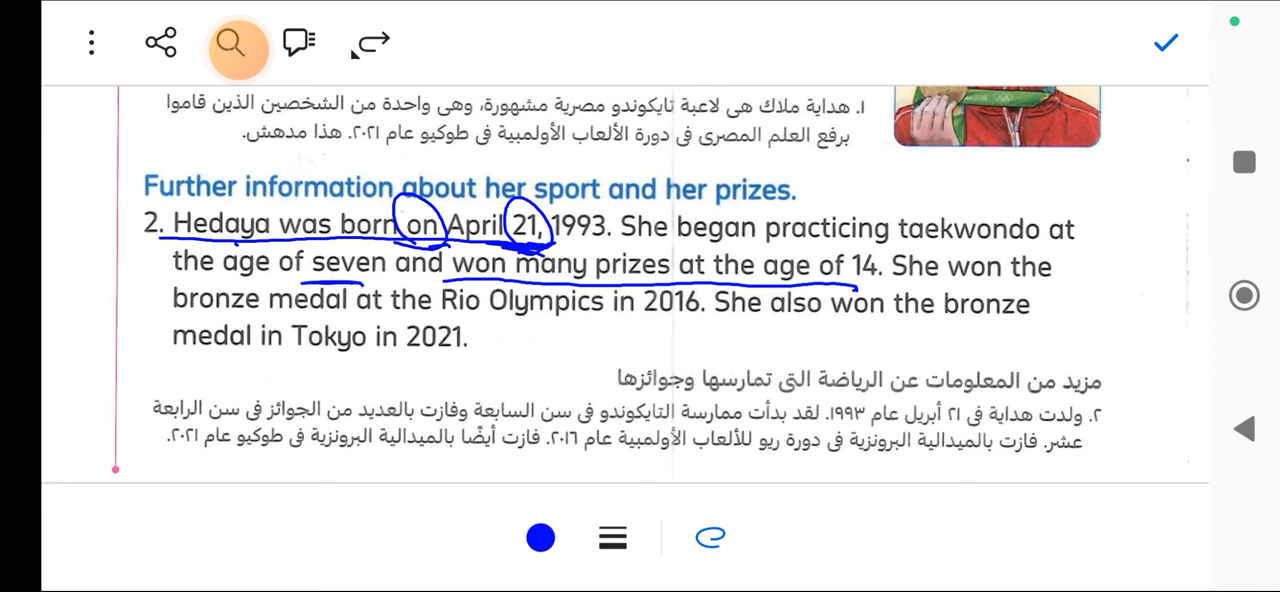 ١. هداية ملاك هى لاعبة تايكوندو مصرية مشهورة، وهى واحدة من الشخصين الذين قاموا
برفع العلم المصرى فى دورة الألعاب الأولمبية فى طوكيو عام ٢٠٢١. هذا مدهش.
Further information about her sport and her prizes.
2. Hedaya was born on April 21, 1993. She began practicing taekwondo at
the age of seven and won many prizes at the age of 14. She won the
bronze medal at the Rio Olympics in 2016. She also won the bronze
medal in Tokyo in 2021.
مزيد من المعلومات عن الرياضة التى تمارسها وجوائزها
٢. ولدت هداية فى ٢١ أبريل عام ١٩٩٣. لقد بدأت ممارسة التايكوندو فى سن السابعة وفازت بالعديد من الجوائز فى سن الرابعة
عشر. فازت بالميدالية البرونزية فى دورة ريو للألعاب الأولمبية عام ٢٠١٦. فازت أيضًا بالميدالية البرونزية فى طوكيو عام ٢٠٢١.